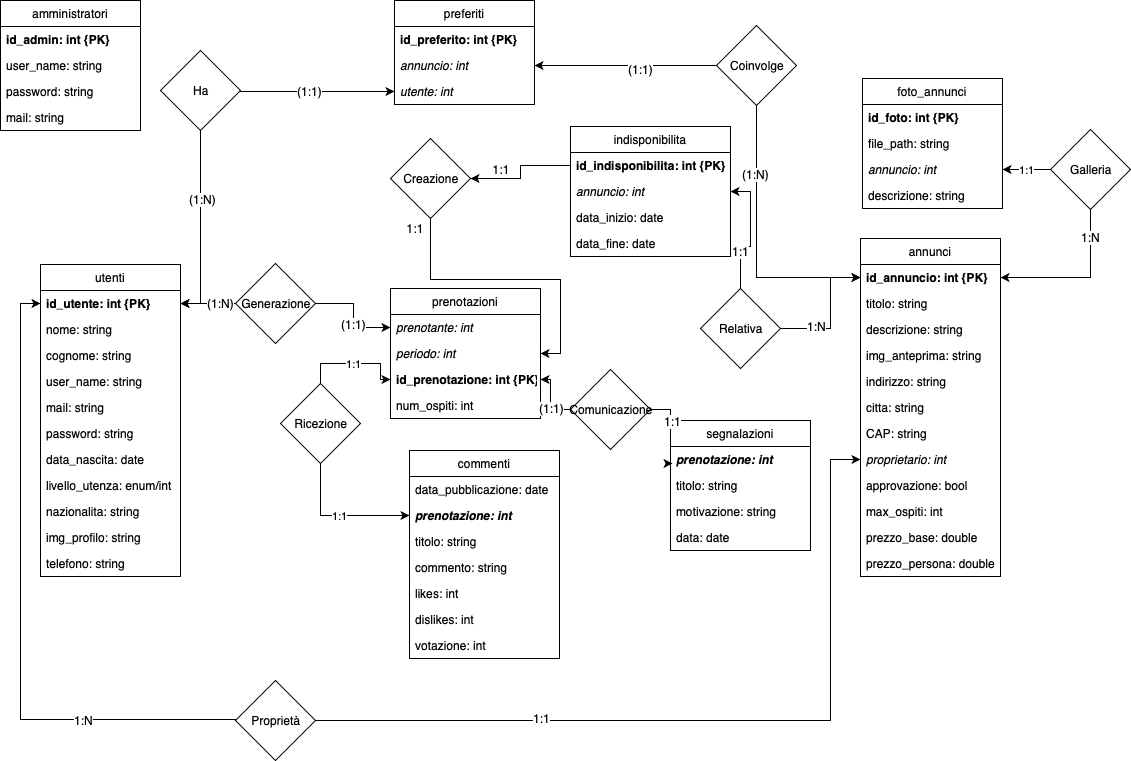 amministratori
id_admin: int {PK}
user_name: string
password: string
mail: string
preferiti
id_preferito: int {PK}
annuncio: int
utente: int
Ha
(1:1)
(1:N)
Coinvolge
(1:1)
(1:N)
foto_annunci
id_foto: int {PK}
file_path: string
annuncio: int
descrizione: string
Galleria
1:1
1:N
indisponibilita
id_indisponibilita: int {PK}
annuncio: int
data_inizio: date
data_fine: date
Creazione
1:1
1:1
Relativa
1:1
1:N
annunci
id_annuncio: int {PK}
titolo: string
descrizione: string
img_anteprima: string
indirizzo: string
citta: string
CAP: string
proprietario: int
approvazione: bool
max_ospiti: int
prezzo_base: double
prezzo_persona: double
utenti
id_utente: int {PK}
nome: string
cognome: string
user_name: string
mail: string
password: string
data_nascita: date
livello_utenza: enum/int
nazionalita: string
img_profilo: string
telefono: string
(1:N)
Generazione
(1:1)
prenotazioni
prenotante: int
periodo: int
id_prenotazione: int {PK}
num_ospiti: int
Ricezione
1:1
1:1
(1:1)
Comunicazione
1:1
segnalazioni
prenotazione: int
titolo: string
motivazione: string
data: date
commenti
data_pubblicazione: date
prenotazione: int
titolo: string
commento: string
likes: int
dislikes: int
votazione: int
1:N
Proprietà
1:1